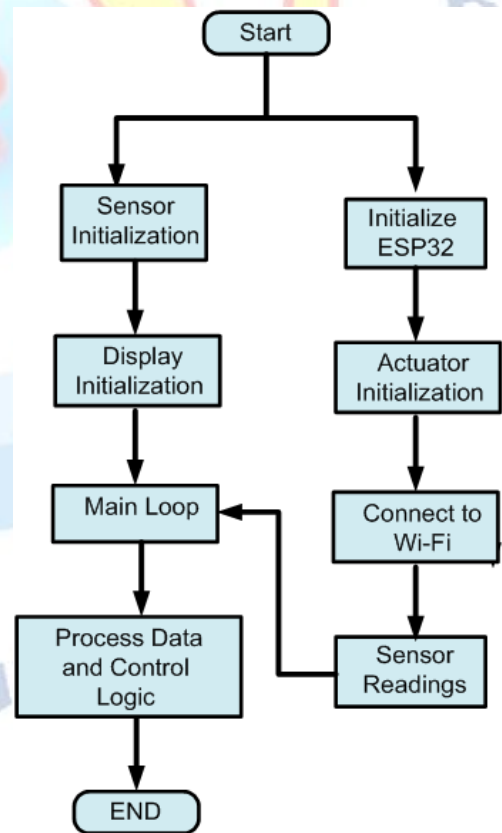 Start
Sensor
Initialization
Display
Initialization
Main Loop
Process Data
and Control
Logic
END
Initialize
ESP32
Actuator
Initialization
Connect to
Wi-Fi
Sensor
Readings